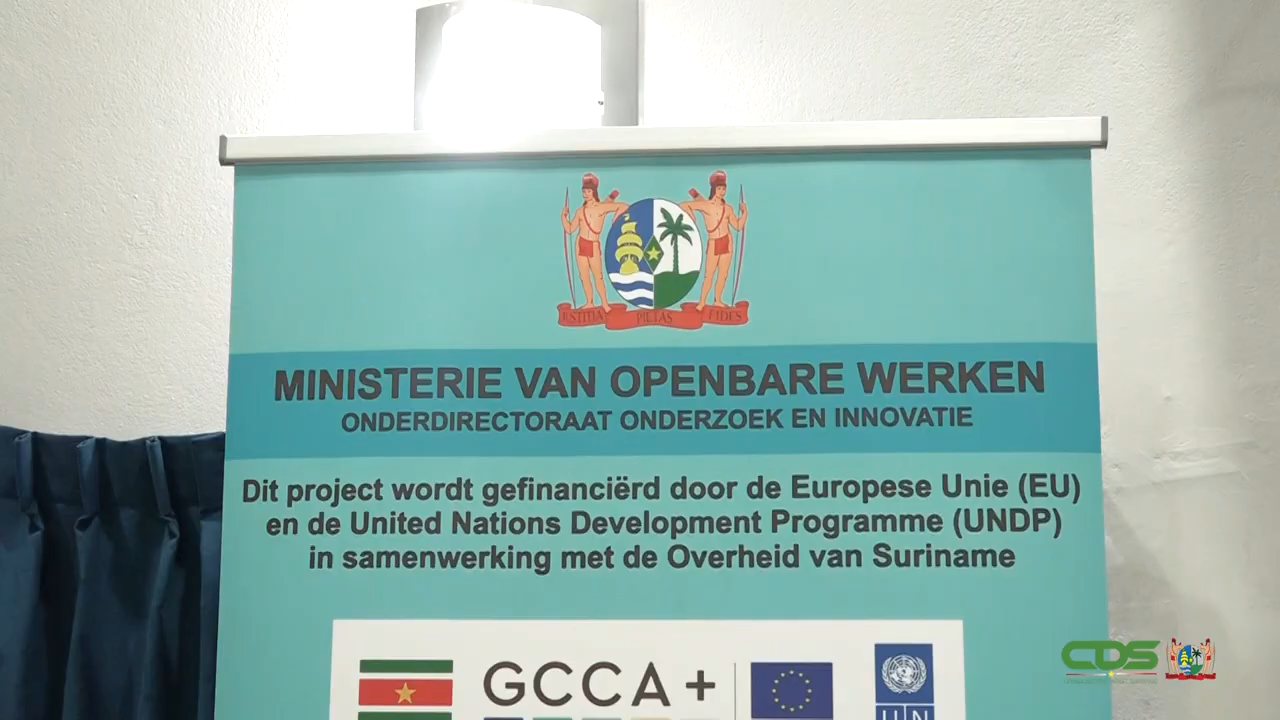 JUSTITIA PIETAS FIDES
MINISTERIE VAN OPENBARE WERKEN
ONDERDIRECTORAAT ONDERZOEK EN INNOVATIE
Dit project wordt gefinanciërd door de Europese Unie (EU)
en de United Nations Development Programme (UNDP)
in samenwerking met de Overheid van Suriname
GCCA+
UN
CDS